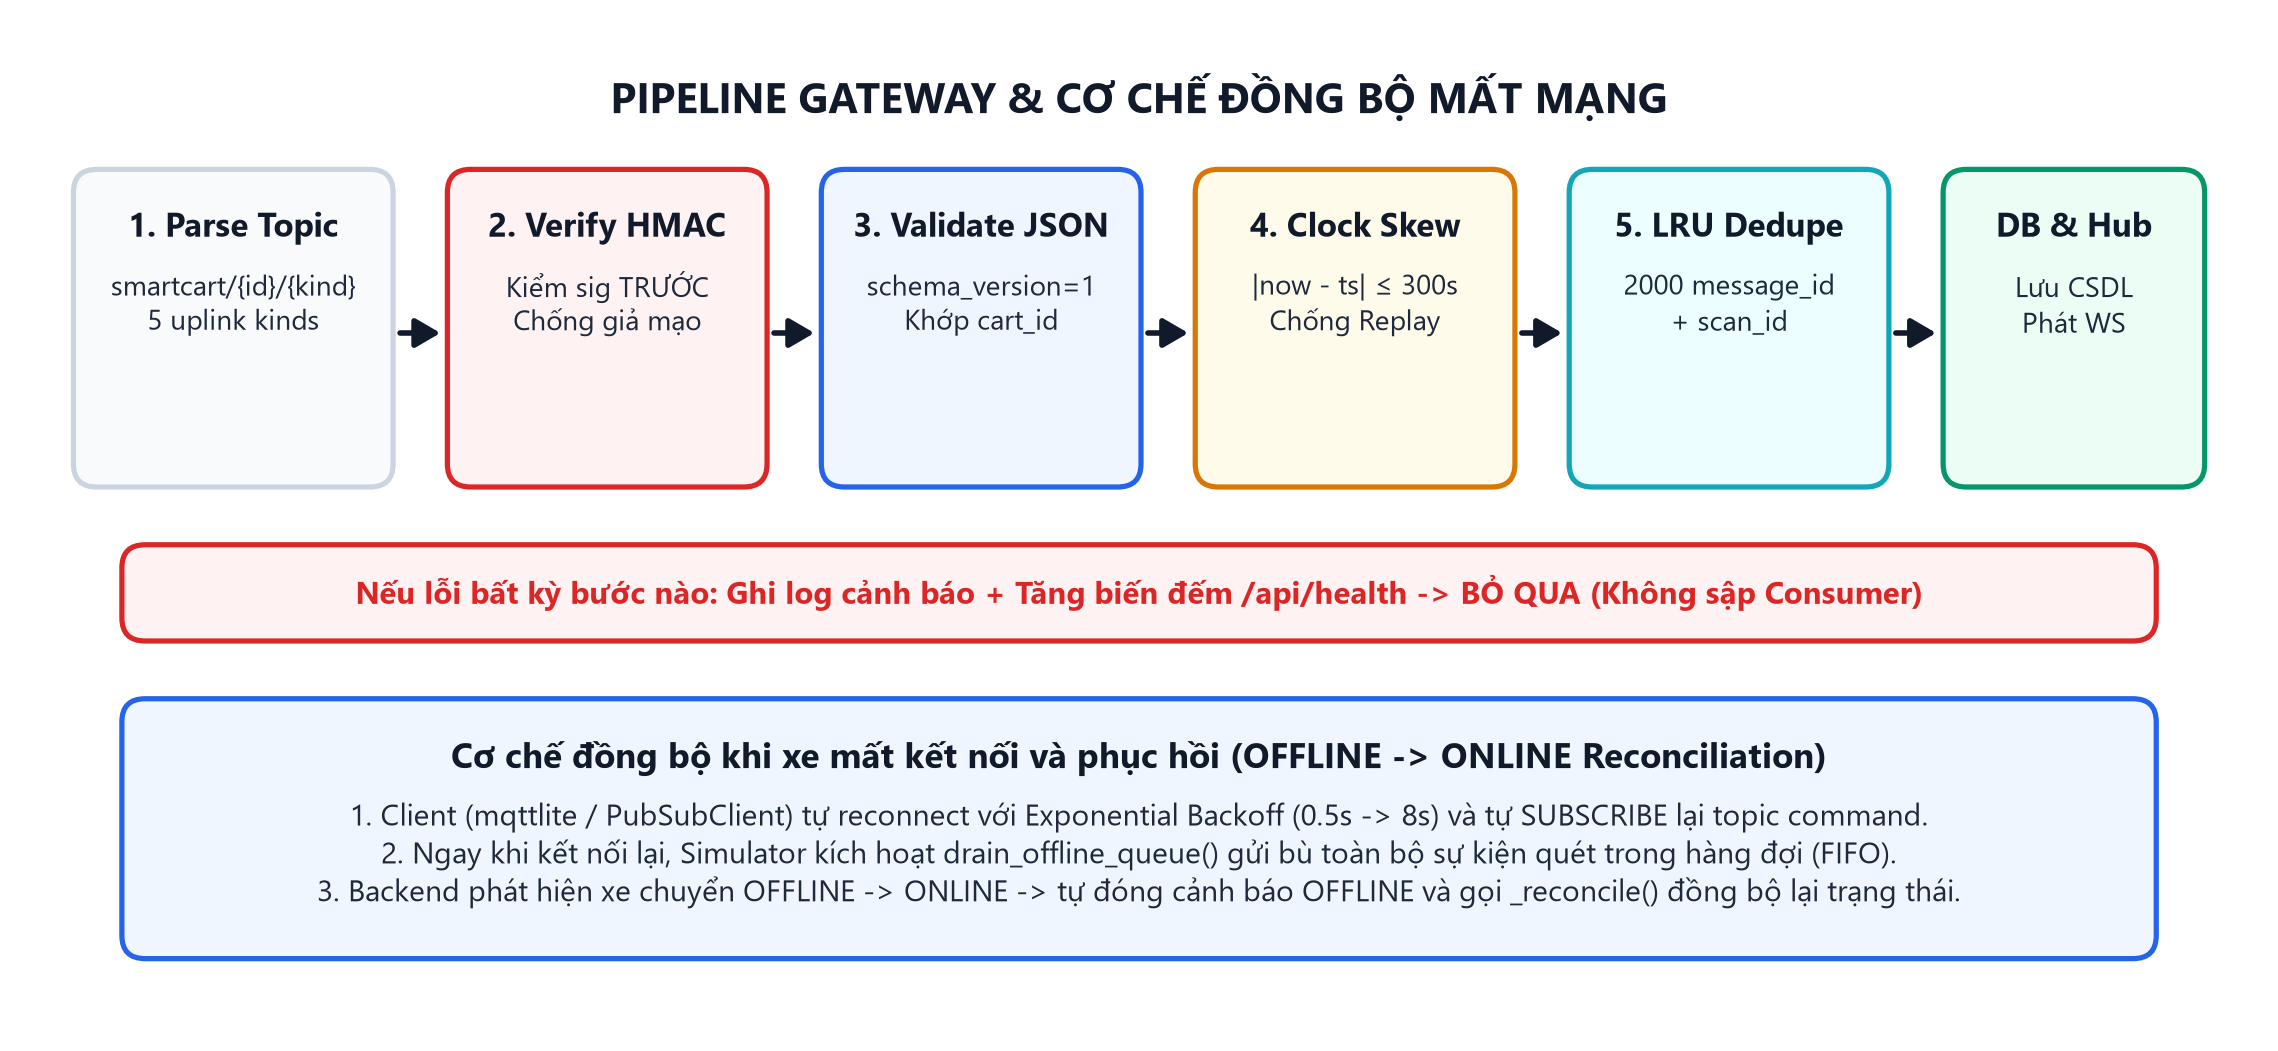 PIPELINE GATEWAY & CƠ CHẾ ĐỒNG BỘ MẤT MẠNG
1. Parse Topic
smartcart/{id}/{kind}
5 uplink kinds
2. Verify HMAC
Kiểm sig TRƯỚC
Chống giả mạo
3. Validate JSON
schema_version=1
Khớp cart_id
4. Clock Skew
|now - ts| ≤ 300s
Chống Replay
5. LRU Dedupe
2000 message_id
+ scan_id
DB & Hub
Lưu CSDL
Phát WS
Nếu lỗi bất kỳ bước nào: Ghi log cảnh báo + Tăng biến đếm /api/health -> BỎ QUA (Không sập Consumer)
Cơ chế đồng bộ khi xe mất kết nối và phục hồi (OFFLINE -> ONLINE Reconciliation)
1. Client (mqttlite / PubSubClient) tự reconnect với Exponential Backoff (0.5s -> 8s) và tự SUBSCRIBE lại topic command.
2. Ngay khi kết nối lại, Simulator kích hoạt drain_offline_queue() gửi bù toàn bộ sự kiện quét trong hàng đợi (FIFO).
3. Backend phát hiện xe chuyển OFFLINE -> ONLINE -> tự đóng cảnh báo OFFLINE và gọi _reconcile() đồng bộ lại trạng thái.